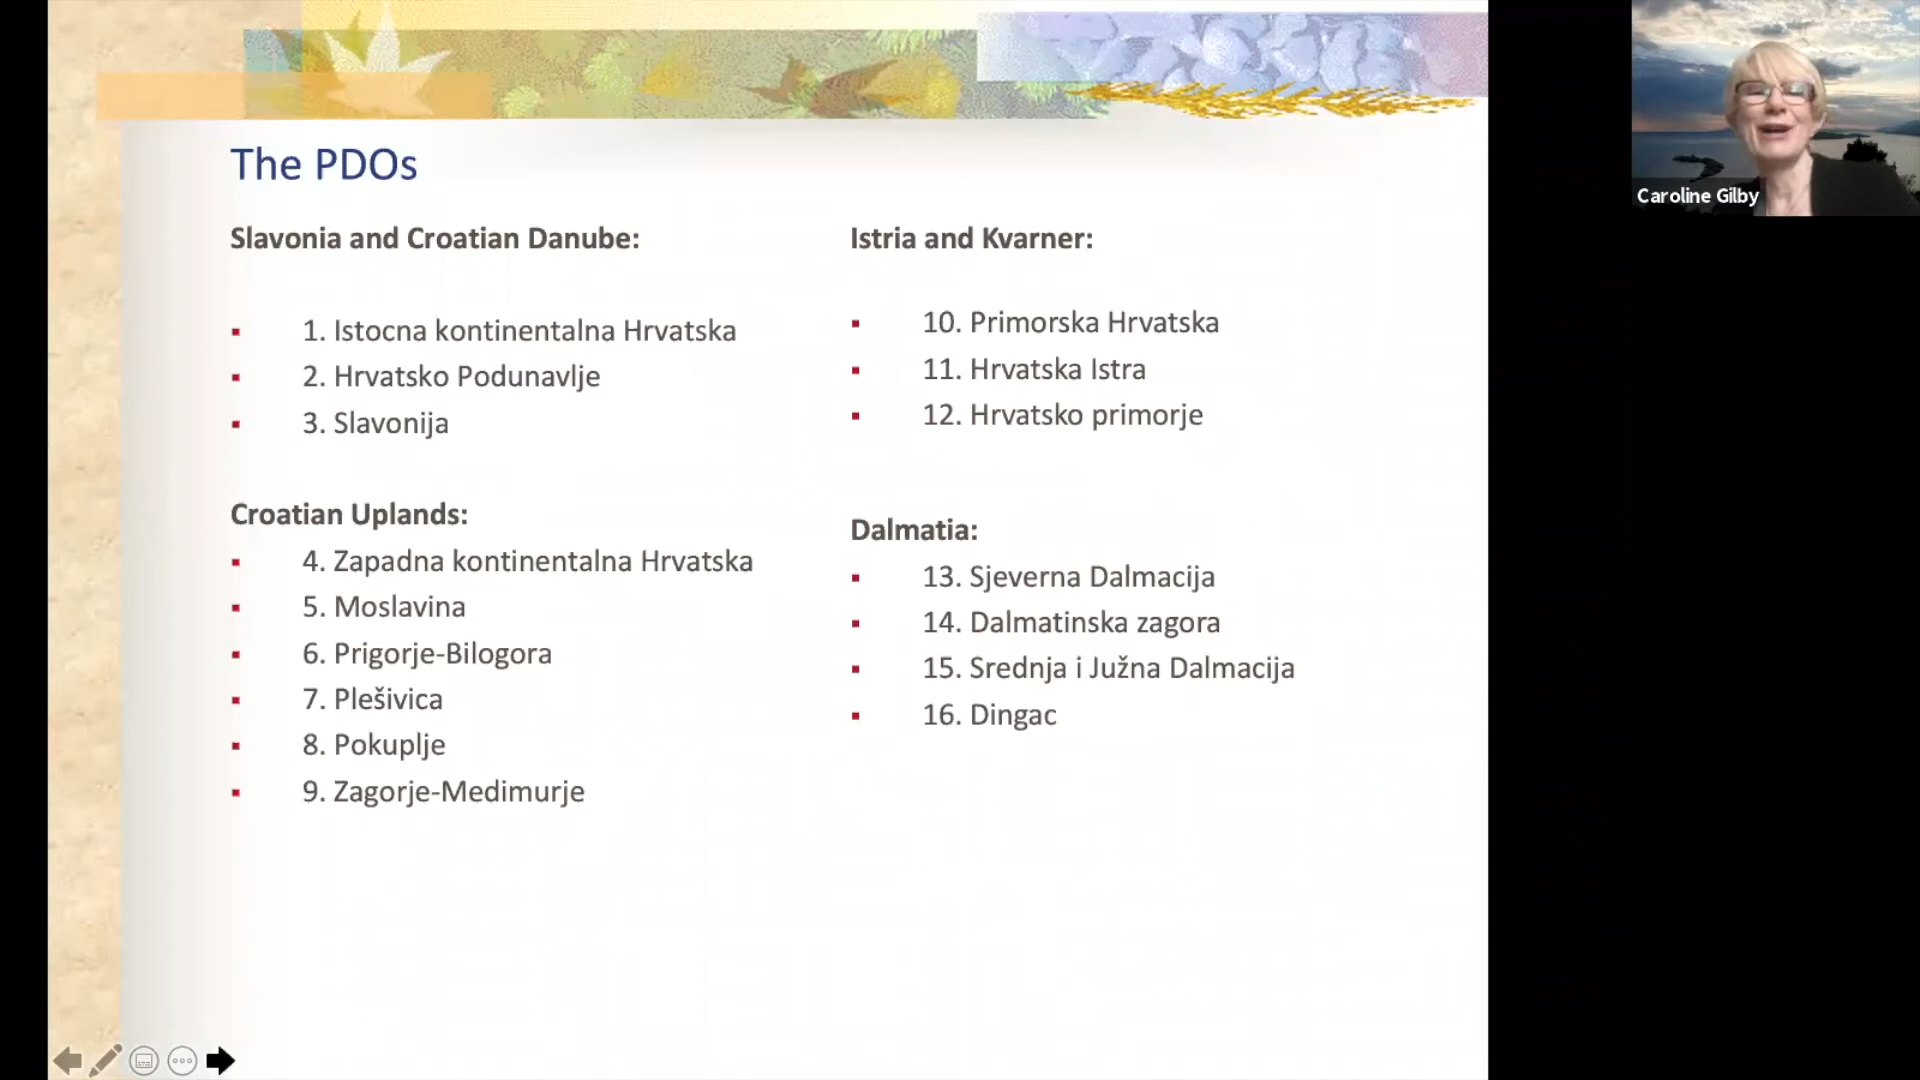 The PDOs
Slavonia and Croatian Danube:
1. Istocna kontinentalna Hrvatska
2. Hrvatsko Podunavlje
3. Slavonija
Croatian Uplands:
4. Zapadna kontinentalna Hrvatska
5. Moslavina
6. Prigorje-Bilogora
7. Plešivica
8. Pokuplje
9. Zagorje-Medimurje
Istria and Kvarner:
10. Primorska Hrvatska
11. Hrvatska Istra
12. Hrvatsko primorje
Dalmatia:
13. Sjeverna Dalmacija
14. Dalmatinska zagora
15. Srednja i Južna Dalmacija
16. Dingac
Caroline Gilby